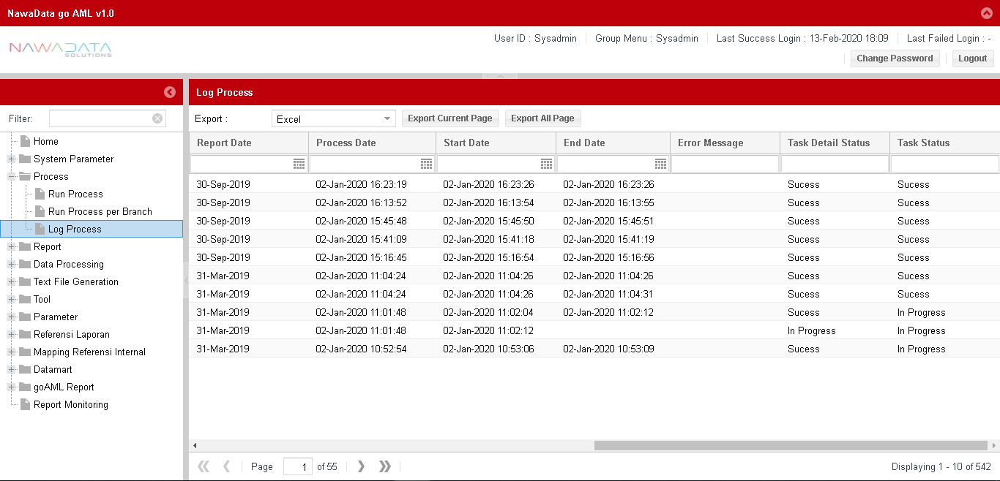 NawaData go AML v1.0
NAWADATA
SOLUTIONS
User ID : Sysadmin Group Menu : Sysadmin Last Success Login : 13-Feb-2020 18:09 Last Failed Login : -
Change Password Logout
Log Process
Filter:
Export : Excel Export Current Page Export All Page
Home
System Parameter
Process
Run Process
Run Process per Branch
Log Process
Report
Data Processing
Text File Generation
Tool
Parameter
Referensi Laporan
Mapping Referensi Internal
Datamart
goAML Report
Report Monitoring
Report Date Process Date Start Date End Date Error Message Task Detail Status Task Status
30-Sep-2019 02-Jan-2020 16:23:19 02-Jan-2020 16:23:26 02-Jan-2020 16:23:26 Sucess Sucess
30-Sep-2019 02-Jan-2020 16:13:52 02-Jan-2020 16:13:54 02-Jan-2020 16:13:55 Sucess Sucess
30-Sep-2019 02-Jan-2020 15:45:48 02-Jan-2020 15:45:50 02-Jan-2020 15:45:51 Sucess Sucess
30-Sep-2019 02-Jan-2020 15:41:09 02-Jan-2020 15:41:18 02-Jan-2020 15:41:19 Sucess Sucess
30-Sep-2019 02-Jan-2020 15:16:45 02-Jan-2020 15:16:54 02-Jan-2020 15:16:56 Sucess Sucess
31-Mar-2019 02-Jan-2020 11:04:24 02-Jan-2020 11:04:26 02-Jan-2020 11:04:26 Sucess Sucess
31-Mar-2019 02-Jan-2020 11:04:24 02-Jan-2020 11:04:26 02-Jan-2020 11:04:31 Sucess Sucess
31-Mar-2019 02-Jan-2020 11:01:48 02-Jan-2020 11:02:04 02-Jan-2020 11:02:12 Sucess In Progress
31-Mar-2019 02-Jan-2020 11:01:48 02-Jan-2020 11:02:12 In Progress In Progress
31-Mar-2019 02-Jan-2020 10:52:54 02-Jan-2020 10:53:06 02-Jan-2020 10:53:09 Sucess In Progress
Page 1 of 55 Displaying 1 - 10 of 542